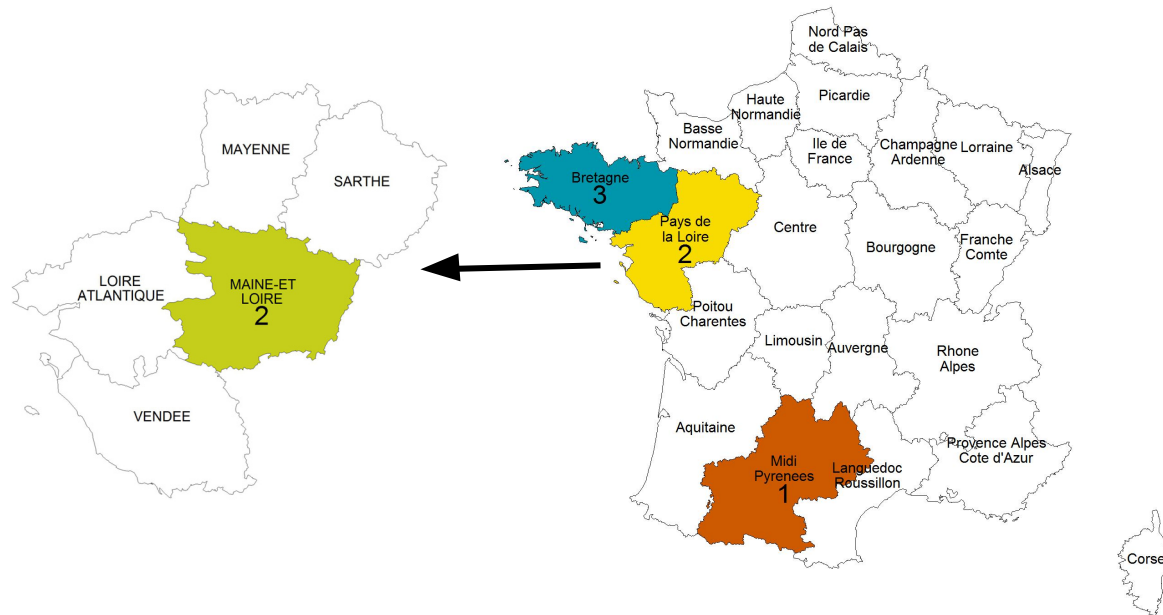 MAYENNE
SARTHE
LOIRE
ATLANTIQUE
MAINE-ET
LOIRE
2
VENDEE
Nord Pas
de Calais
Picardie
Haute
Normandie
Basse
Normandie
Ile de
France
Champagne
Ardenne
Lorraine
Alsace
Bretagne
3
Pays de
la Loire
2
Centre
Bourgogne
Franche
Comte
Poitou
Charentes
Limousin
Auvergne
Rhone
Alpes
Aquitaine
Midi
Pyrenees
1
Languedoc
Roussillon
Provence Alpes
Cote d'Azur
Corse